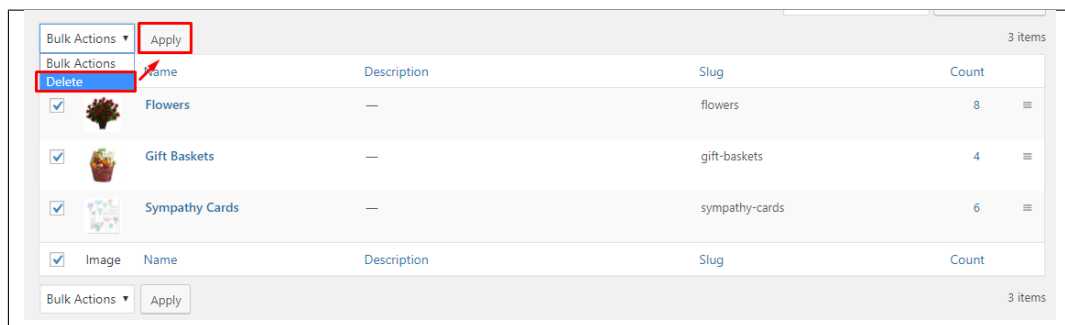 Bulk Actions ▾ Apply 3 items
Bulk Actions
Delete
Name Description Slug Count
Flowers — flowers 8
Gift Baskets — gift-baskets 4
Sympathy Cards — sympathy-cards 6
Image Name Description Slug Count
Bulk Actions ▾ Apply 3 items